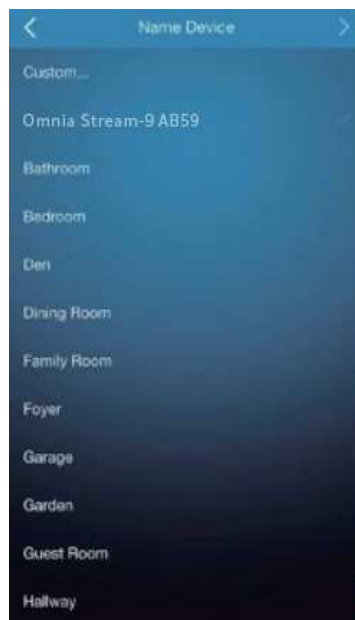 Name Device
Custom...
Omnia Stream-9 AB59
Bathroom
Bedroom
Den
Dining Room
Family Room
Foyer
Garage
Garden
Guest Room
Hallway